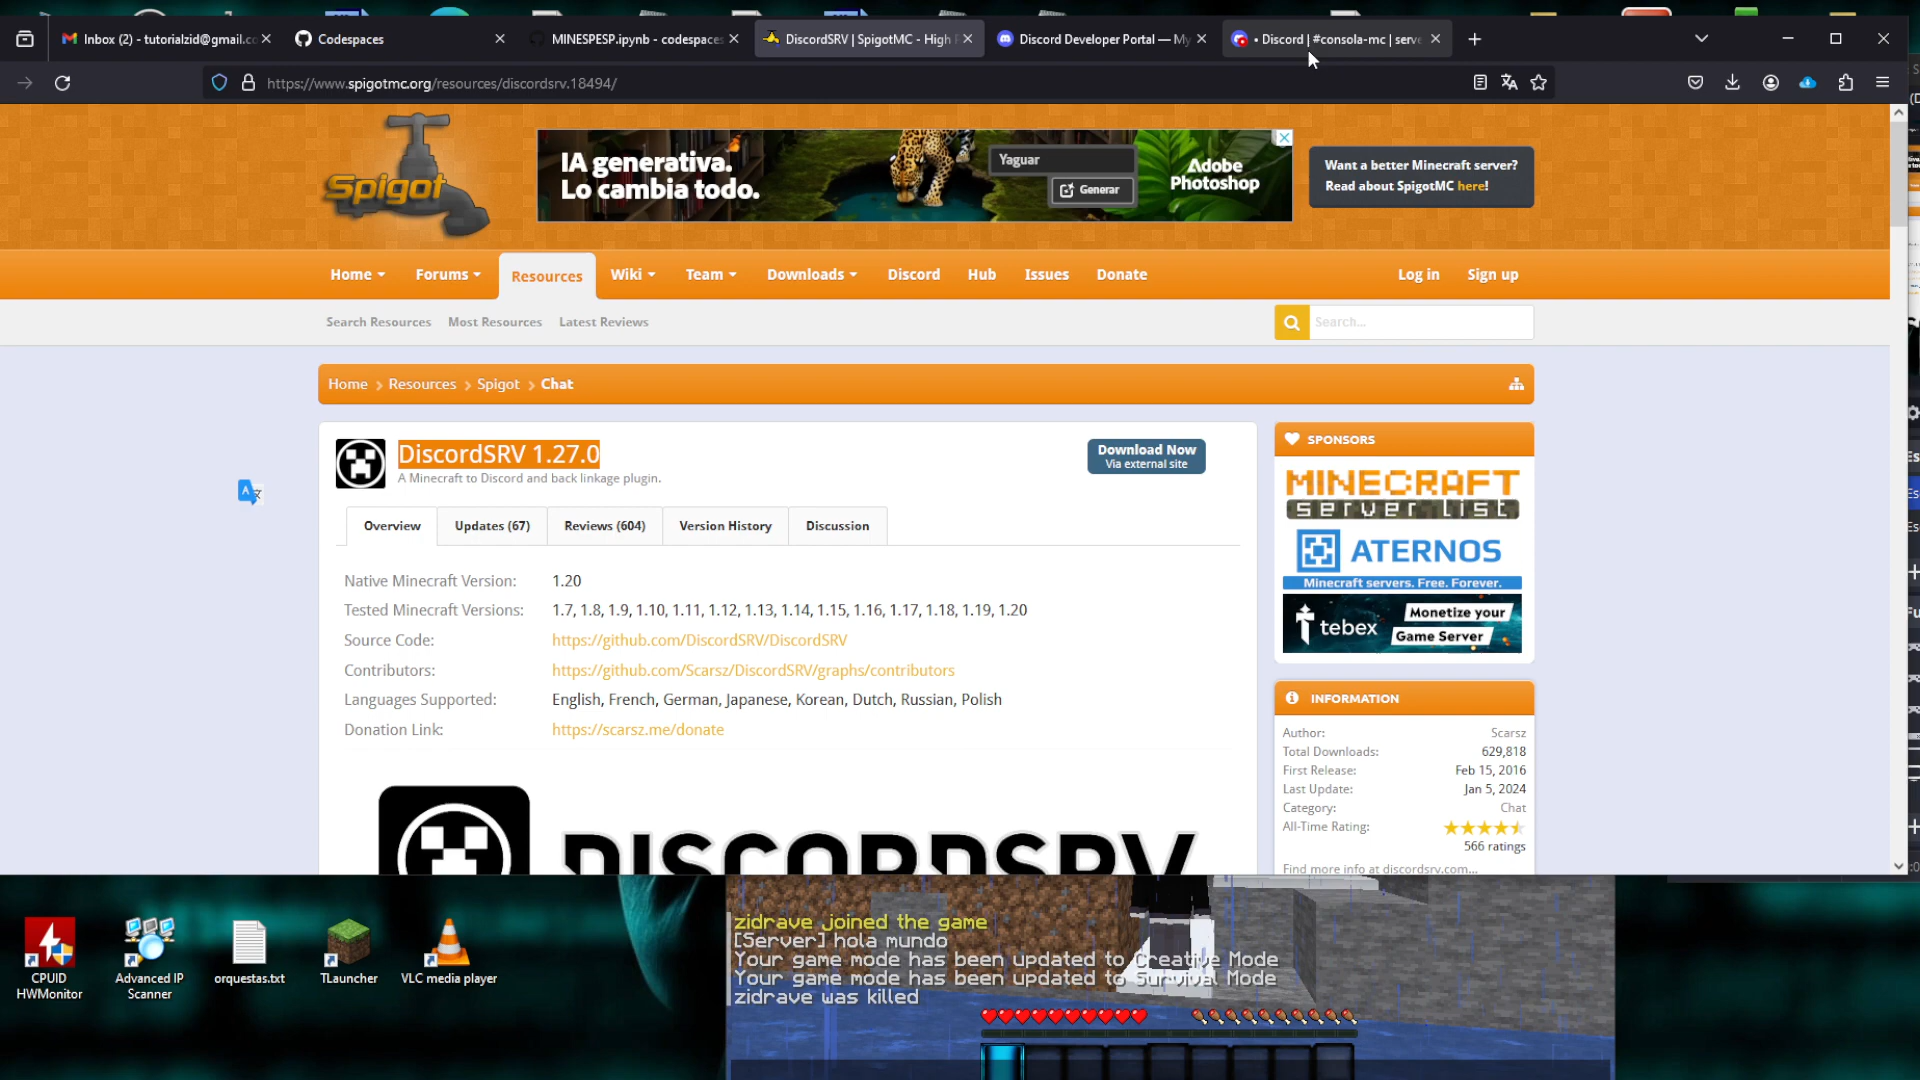 Inbox (2) - tutorialzid@gmail.co
Codespaces
MINESPESP.ipynb - codespaces
DiscordSRV | SpigotMC - High P
Discord Developer Portal — My
• Discord | #consola-mc | serve
https://www.spigotmc.org/resources/discordsrv.18494/
Spigot
IA generativa.
Lo cambia todo.
Yaguar
Generar
Adobe
Photoshop
Want a better Minecraft server?
Read about SpigotMC here!
Home
Forums
Resources
Wiki
Team
Downloads
Discord
Hub
Issues
Donate
Log in
Sign up
Search Resources
Most Resources
Latest Reviews
Search...
Home
Resources
Spigot
Chat
DiscordSRV 1.27.0
A Minecraft to Discord and back linkage plugin.
Download Now
Via external site
Overview
Updates (67)
Reviews (604)
Version History
Discussion
Native Minecraft Version: 1.20
Tested Minecraft Versions: 1.7, 1.8, 1.9, 1.10, 1.11, 1.12, 1.13, 1.14, 1.15, 1.16, 1.17, 1.18, 1.19, 1.20
Source Code: https://github.com/DiscordSRV/DiscordSRV
Contributors: https://github.com/Scarsz/DiscordSRV/graphs/contributors
Languages Supported: English, French, German, Japanese, Korean, Dutch, Russian, Polish
Donation Link: https://scarsz.me/donate
DISCORDSRV
SPONSORS
MINECRAFT
server list
ATERNOS
Minecraft servers. Free. Forever.
tebex
Monetize your
Game Server
INFORMATION
Author: Scarsz
Total Downloads: 629,818
First Release: Feb 15, 2016
Last Update: Jan 5, 2024
Category: Chat
All-Time Rating:
566 ratings
Find more info at discordsrv.com...
CPUID
HWMonitor
Advanced IP
Scanner
orquestas.txt
TLauncher
VLC media player
zidrave joined the game
[Server] hola mundo
Your game mode has been updated to Creative Mode
Your game mode has been updated to Survival Mode
zidrave was killed